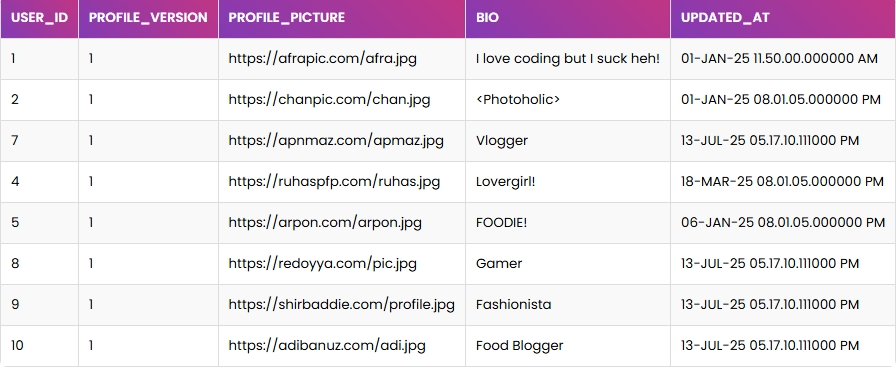 USER_ID PROFILE_VERSION PROFILE_PICTURE BIO UPDATED_AT
1 1 https://afrapic.com/afra.jpg I love coding but I suck heh! 01-JAN-25 11.50.00.000000 AM
2 1 https://chanpic.com/chan.jpg <Photoholic> 01-JAN-25 08.01.05.000000 PM
7 1 https://apnmaz.com/apmaz.jpg Vlogger 13-JUL-25 05.17.10.111000 PM
4 1 https://ruhaspfp.com/ruhas.jpg Lovergirl! 18-MAR-25 08.01.05.000000 PM
5 1 https://arpon.com/arpon.jpg FOODIE! 06-JAN-25 08.01.05.000000 PM
8 1 https://redoyya.com/pic.jpg Gamer 13-JUL-25 05.17.10.111000 PM
9 1 https://shirbaddie.com/profile.jpg Fashionista 13-JUL-25 05.17.10.111000 PM
10 1 https://adibanuz.com/adi.jpg Food Blogger 13-JUL-25 05.17.10.111000 PM